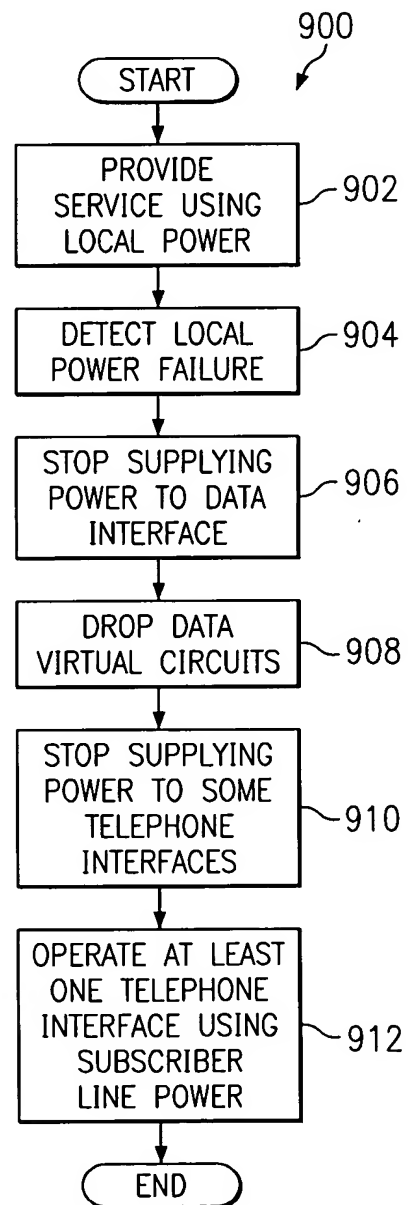 900
START
PROVIDE
SERVICE USING
LOCAL POWER
902
DETECT LOCAL
POWER FAILURE
904
STOP SUPPLYING
POWER TO DATA
INTERFACE
906
DROP DATA
VIRTUAL CIRCUITS
908
STOP SUPPLYING
POWER TO SOME
TELEPHONE
INTERFACES
910
OPERATE AT LEAST
ONE TELEPHONE
INTERFACE USING
SUBSCRIBER
LINE POWER
912
END